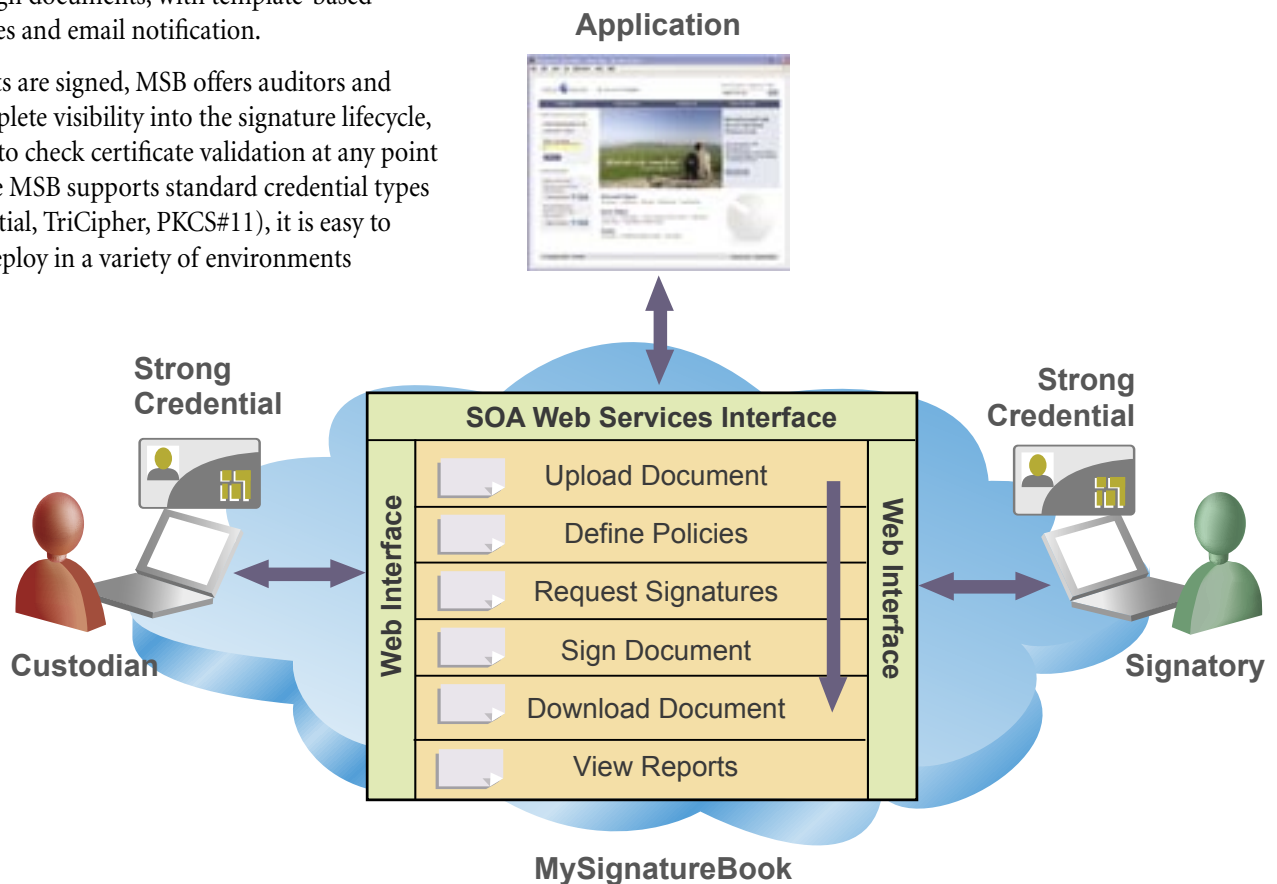 gn documents, with template-based
es and email notification.
ts are signed, MSB offers auditors and
plete visibility into the signature lifecycle,
to check certificate validation at any point
e MSB supports standard credential types
tial, TriCipher, PKCS#11), it is easy to
eploy in a variety of environments
Application
Strong
Credential
Custodian
SOA Web Services Interface
Web Interface
Upload Document
Define Policies
Request Signatures
Sign Document
Download Document
View Reports
Web Interface
Strong
Credential
Signatory
MySignatureBook